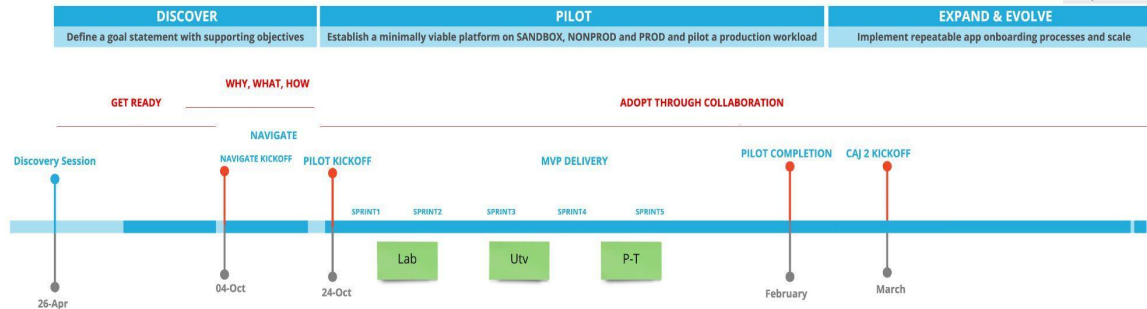 DISCOVER
Define a goal statement with supporting objectives
PILOT
Establish a minimally viable platform on SANDBOX, NONPROD and PROD and pilot a production workload
EXPAND & EVOLVE
Implement repeatable app onboarding processes and scale
WHY, WHAT, HOW
GET READY
ADOPT THROUGH COLLABORATION
NAVIGATE
Discovery Session
NAVIGATE KICKOFF
PILOT KICKOFF
MVP DELIVERY
PILOT COMPLETION
CAJ 2 KICKOFF
SPRINT1
SPRINT2
SPRINT3
SPRINT4
SPRINT5
Lab
Utv
P-T
26-Apr
04-Oct
24-Oct
February
March